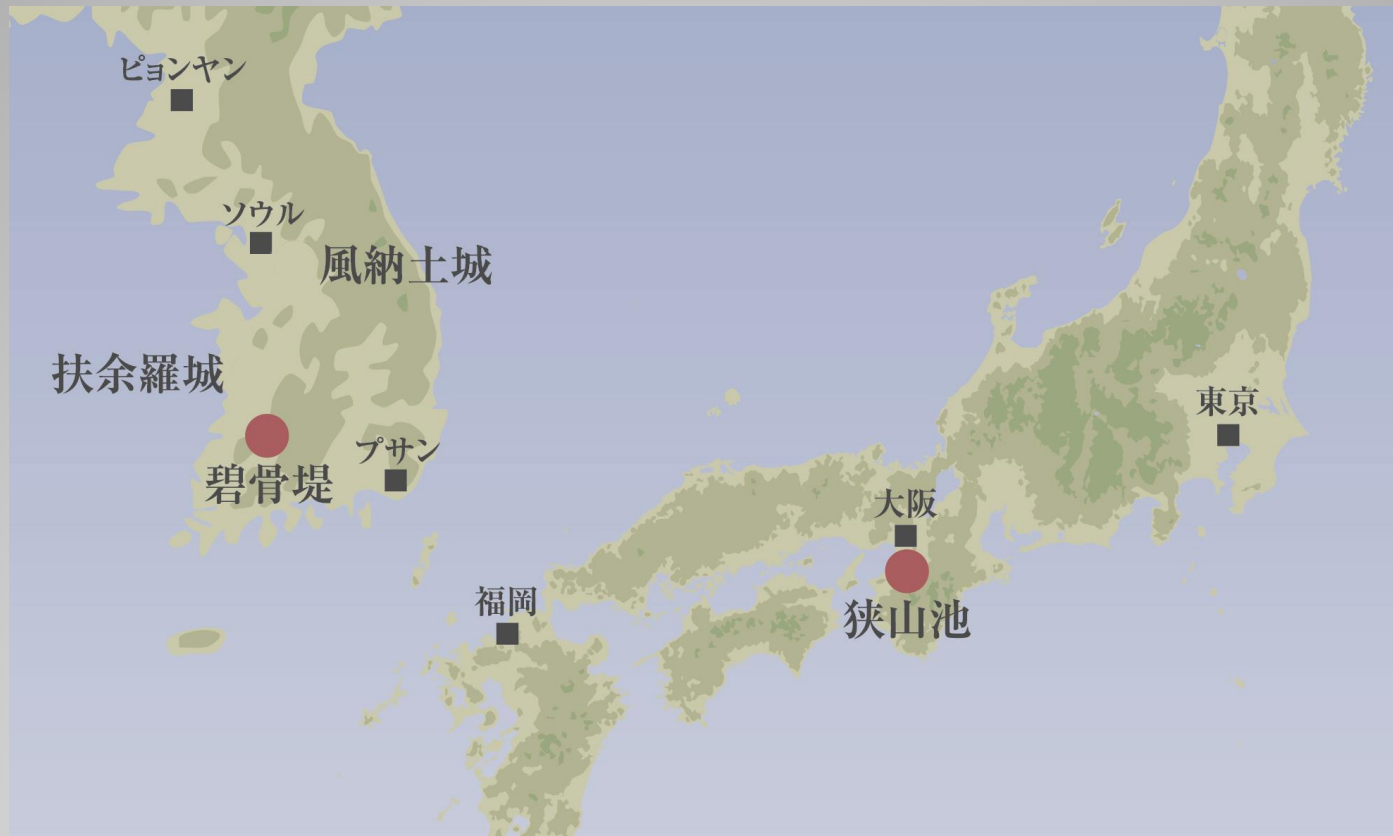 ピョンヤン
ソウル
風納土城
扶余羅城
碧骨堤
プサン
福岡
大阪
狭山池
東京